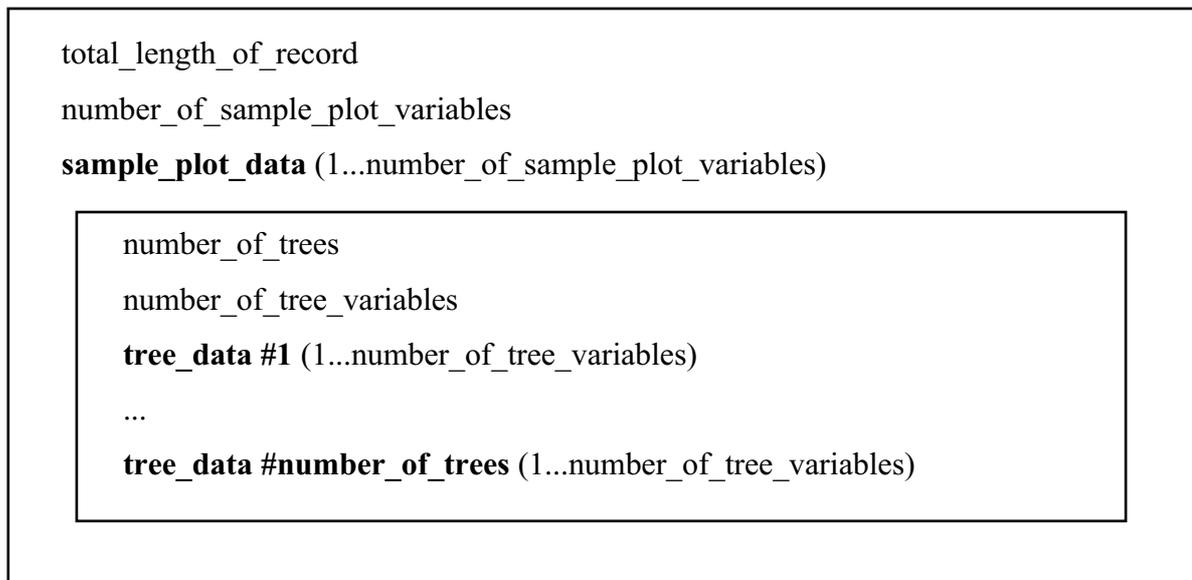 total_length_of_record
number_of_sample_plot_variables
sample_plot_data (1...number_of_sample_plot_variables)
number_of_trees
number_of_tree_variables
tree_data #1 (1...number_of_tree_variables)
...
tree_data #number_of_trees (1...number_of_tree_variables)